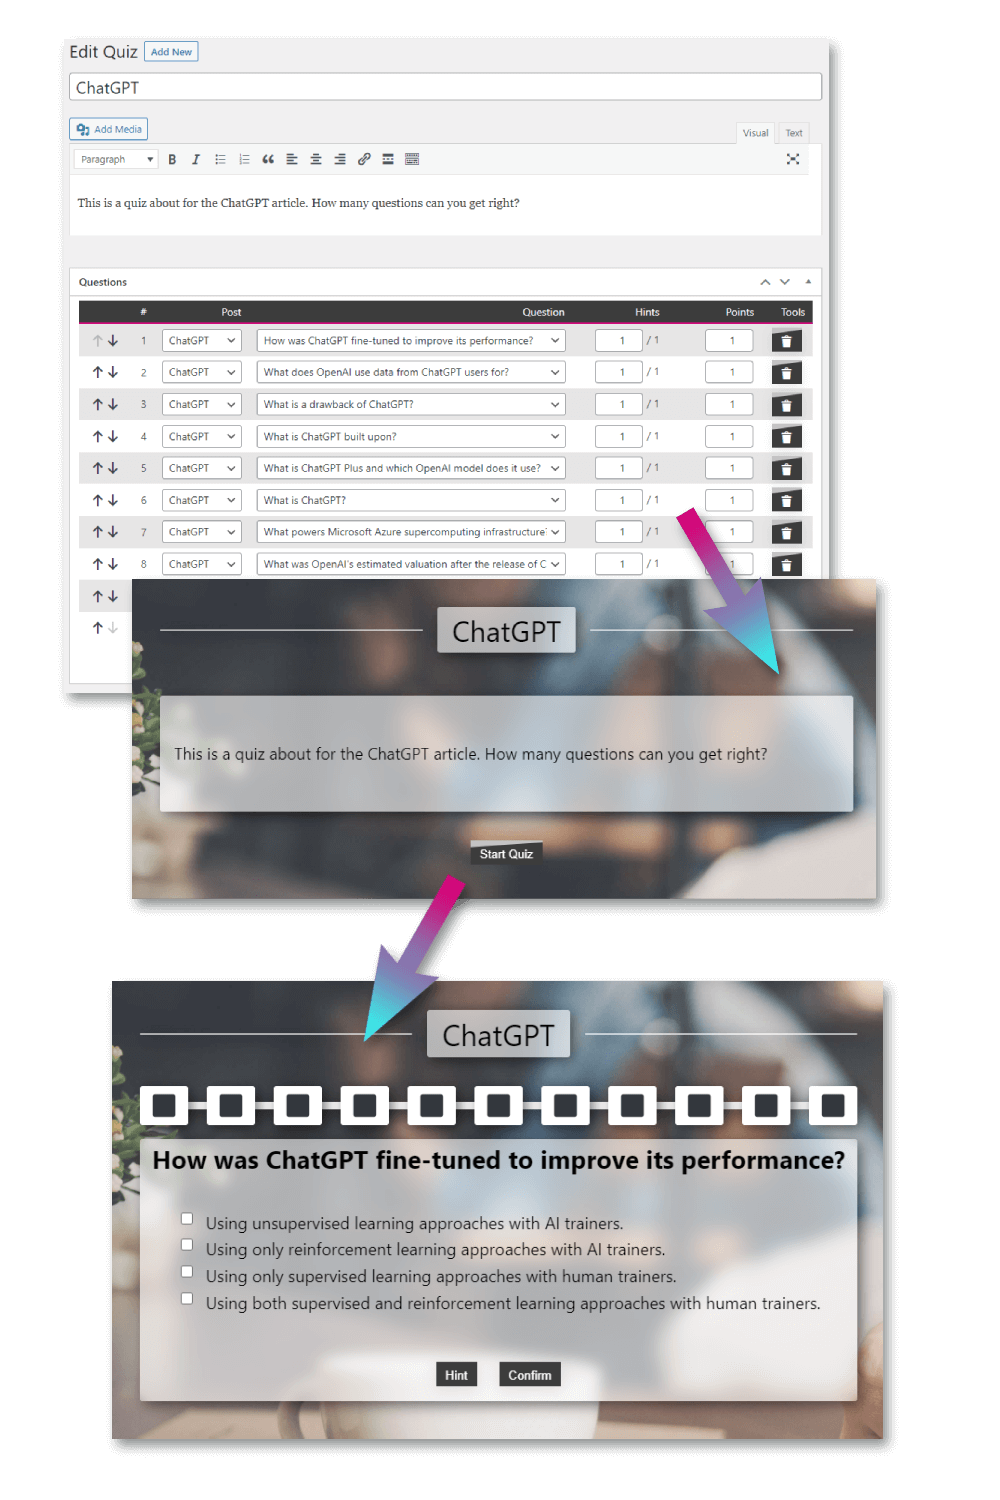 Edit Quiz Add New
ChatGPT
Add Media
Visual Text
Paragraph B I
This is a quiz about for the ChatGPT article. How many questions can you get right?
Questions
# Post Question Hints Points Tools
1 ChatGPT How was ChatGPT fine-tuned to improve its performance? 1 / 1 1
2 ChatGPT What does OpenAI use data from ChatGPT users for? 1 / 1 1
3 ChatGPT What is a drawback of ChatGPT? 1 / 1 1
4 ChatGPT What is ChatGPT built upon? 1 / 1 1
5 ChatGPT What is ChatGPT Plus and which OpenAI model does it use? 1 / 1 1
6 ChatGPT What is ChatGPT? 1 / 1 1
7 ChatGPT What powers Microsoft Azure supercomputing infrastructure 1 / 1 1
8 ChatGPT What was OpenAI's estimated valuation after the release of C 1 / 1 1
ChatGPT
This is a quiz about for the ChatGPT article. How many questions can you get right?
Start Quiz
ChatGPT
How was ChatGPT fine-tuned to improve its performance?
Using unsupervised learning approaches with AI trainers.
Using only reinforcement learning approaches with AI trainers.
Using only supervised learning approaches with human trainers.
Using both supervised and reinforcement learning approaches with human trainers.
Hint Confirm